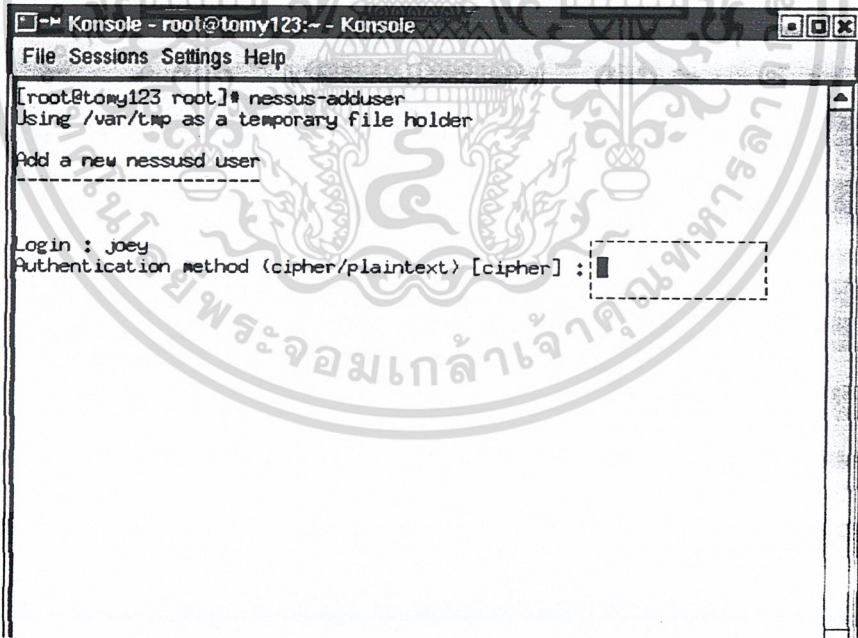 Konsole - root@tomy123:~ - Konsole
File Sessions Settings Help
[root@tomy123 root]# nessus-adduser
Using /var/tmp as a temporary file holder
Add a new nessusd user
----------------------
Login : joey
Authentication method (cipher/plaintext) [cipher] :